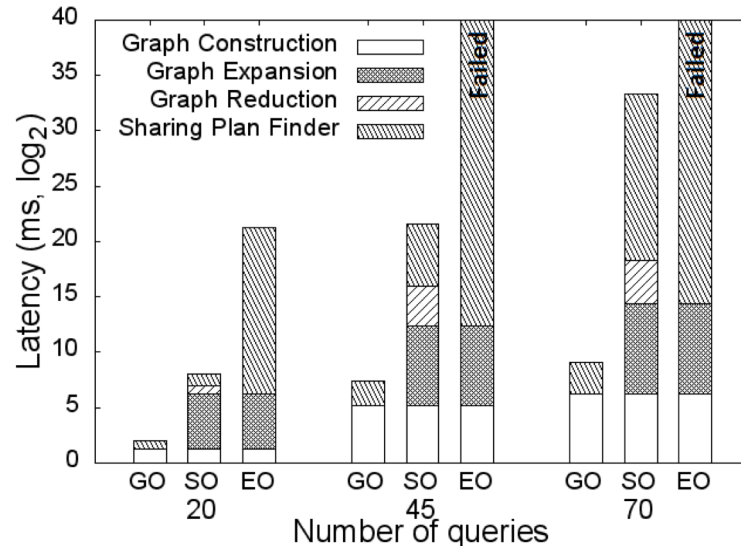 40
35
30
25
20
15
10
5
0
Latency (ms, log2)
Graph Construction
Graph Expansion
Graph Reduction
Sharing Plan Finder
Failed
Failed
GO SO EO GO SO EO GO SO EO
20 45 70
Number of queries